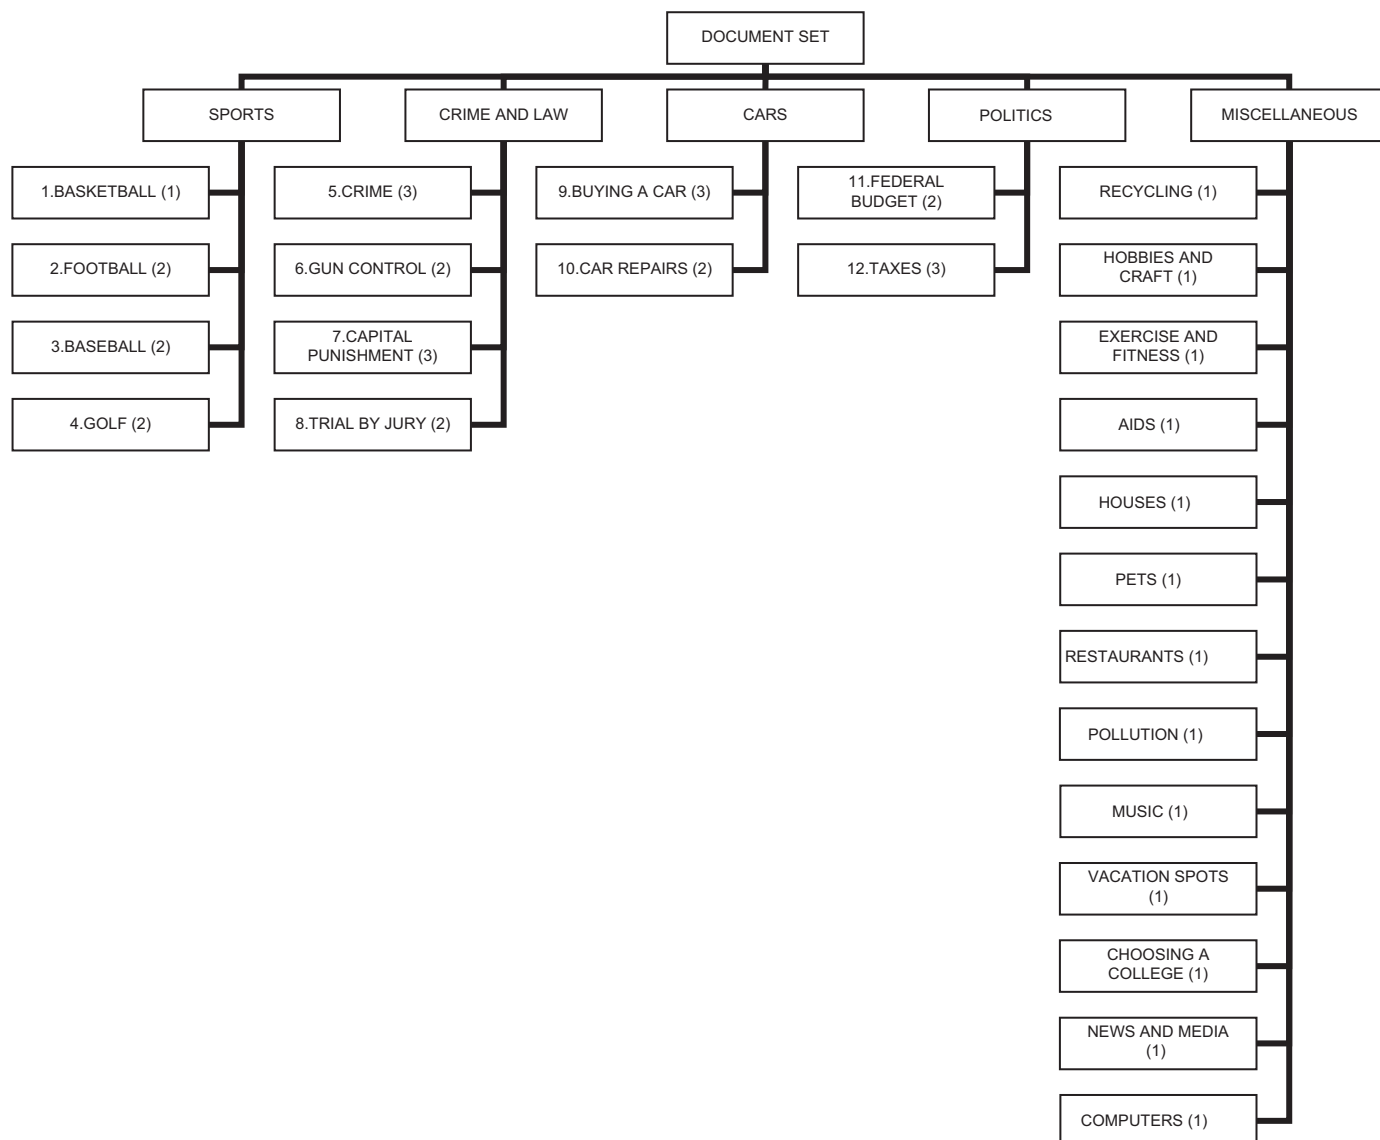 DOCUMENT SET
SPORTS
CRIME AND LAW
CARS
POLITICS
MISCELLANEOUS
1.BASKETBALL (1)
2.FOOTBALL (2)
3.BASEBALL (2)
4.GOLF (2)
5.CRIME (3)
6.GUN CONTROL (2)
7.CAPITAL
PUNISHMENT (3)
8.TRIAL BY JURY (2)
9.BUYING A CAR (3)
10.CAR REPAIRS (2)
11.FEDERAL
BUDGET (2)
12.TAXES (3)
RECYCLING (1)
HOBBIES AND
CRAFT (1)
EXERCISE AND
FITNESS (1)
AIDS (1)
HOUSES (1)
PETS (1)
RESTAURANTS (1)
POLLUTION (1)
MUSIC (1)
VACATION SPOTS
(1)
CHOOSING A
COLLEGE (1)
NEWS AND MEDIA
(1)
COMPUTERS (1)